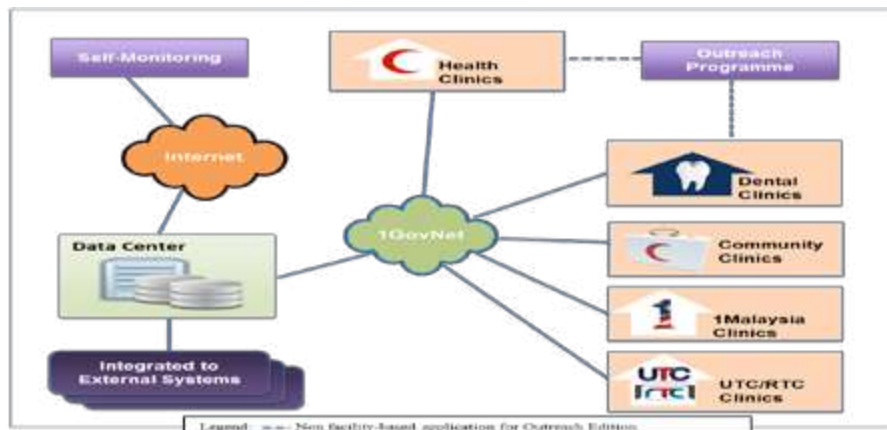 Self-Monitoring
Health
Clinics
Outreach
Programme
Internet
Dental
Clinics
1GovNet
Data Center
Community
Clinics
1
1Malaysia
Clinics
Integrated to
External Systems
UTC
rtc
UTC/RTC
Clinics
Legend: -- Non facility-based application for Outreach Edition